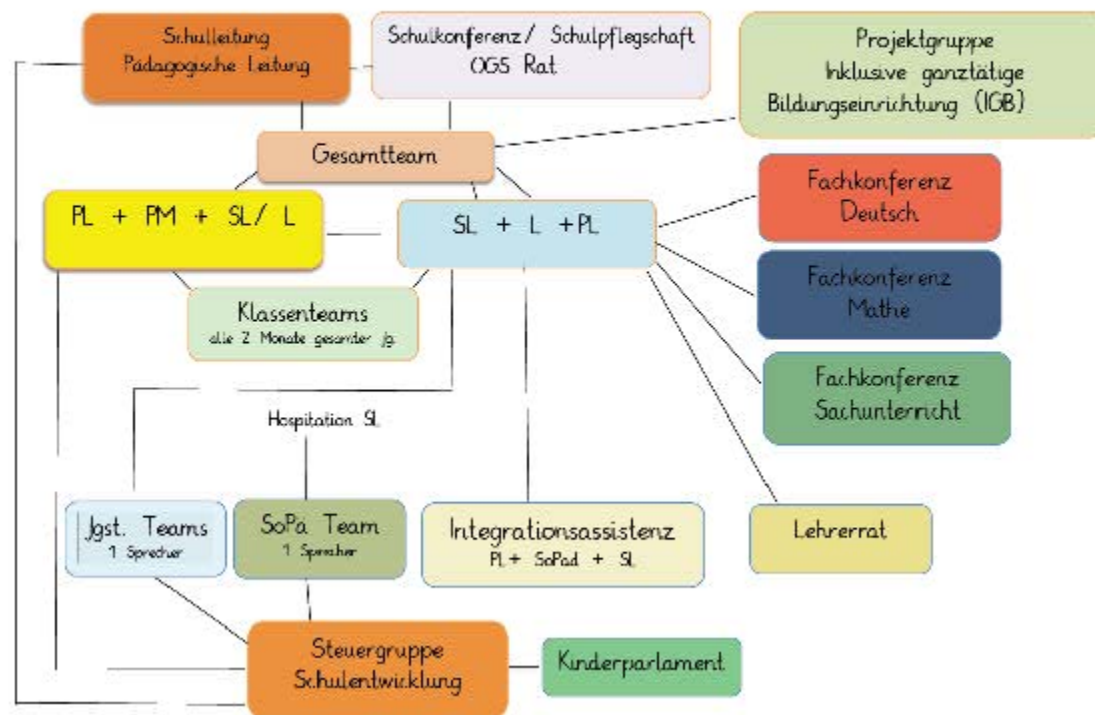 Schulleitung
Pädagogische Leitung
Schulkonferenz/ Schulpflegschaft
OGS Rat
Projektgruppe
Inklusive ganztätige
Bildungseinrichtung (IGB)
Gesamtteam
PL + PM + SL/ L
SL + L +PL
Fachkonferenz
Deutsch
Fachkonferenz
Mathe
Fachkonferenz
Sachunterricht
Klassenteams
alle 2 Monate gesamter Jg.
Hospitation SL
Jgst. Teams
1 Sprecher
SoPä Team
1 Sprecher
Integrationsassistenz
PL+ SoPäd + SL
Lehrerrat
Steuergruppe
Schulentwicklung
Kinderparlament